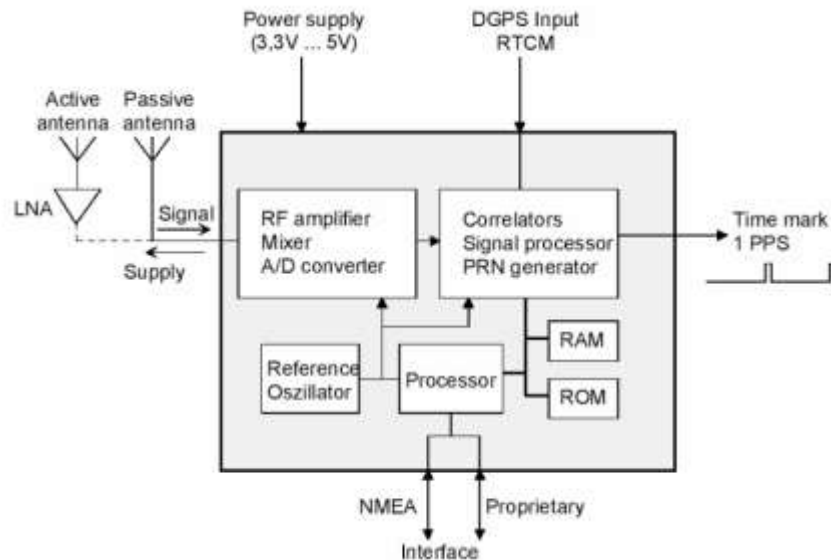 Power supply
(3,3V ... 5V)
DGPS Input
RTCM
Active
antenna
Passive
antenna
LNA
Signal
Supply
RF amplifier
Mixer
A/D converter
Correlators
Signal processor
PRN generator
Time mark
1 PPS
Reference
Oszillator
Processor
RAM
ROM
NMEA
Proprietary
Interface